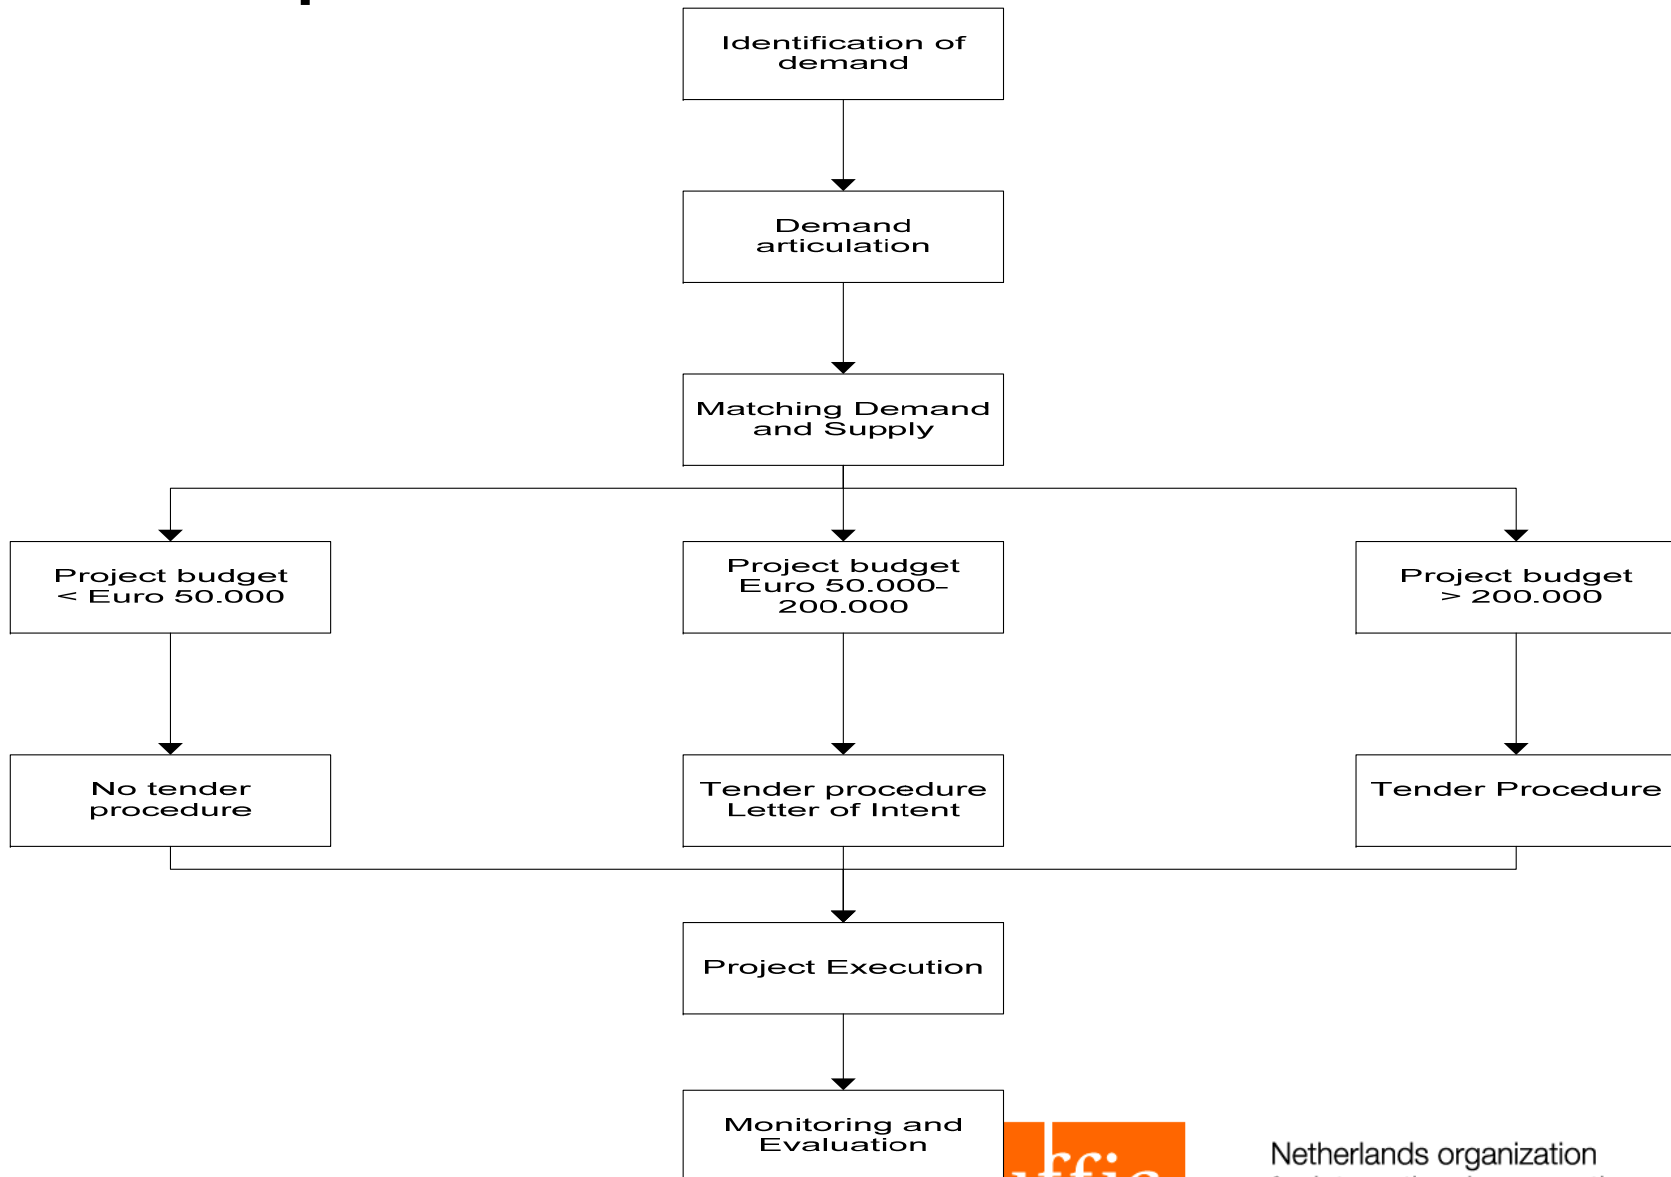 Identification of
demand
Demand
articulation
Matching Demand
and Supply
Project budget
< Euro 50.000
Project budget
Euro 50.000-
200.000
Project budget
> 200.000
No tender
procedure
Tender procedure
Letter of Intent
Tender Procedure
Project Execution
Monitoring and
Evaluation
Netherlands organization